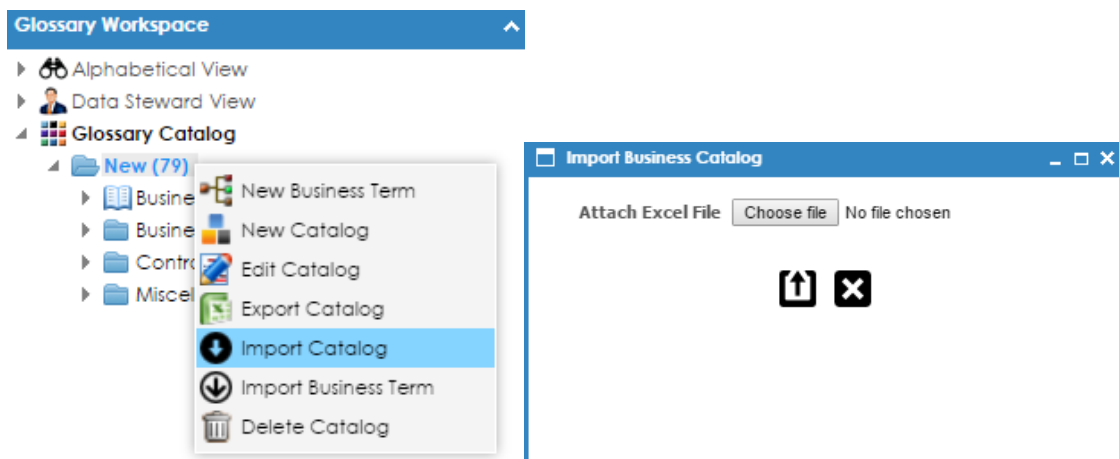 Glossary Workspace
Alphabetical View
Data Steward View
Glossary Catalog
New (79)
Busine
Busine
Contro
Miscel
New Business Term
New Catalog
Edit Catalog
Export Catalog
Import Catalog
Import Business Term
Delete Catalog
Import Business Catalog
Attach Excel File Choose file No file chosen